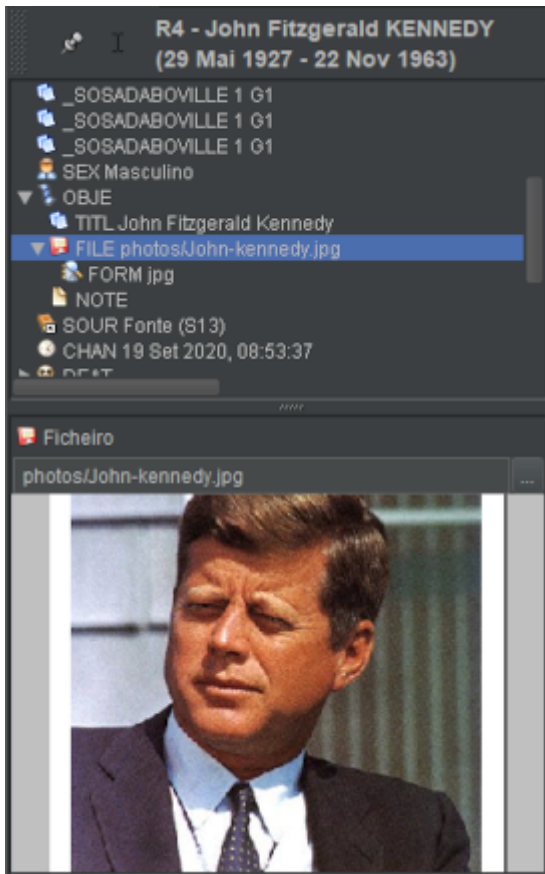 R4 - John Fitzgerald KENNEDY
(29 Mai 1927 - 22 Nov 1963)
_SOSADABOVILLE 1 G1
_SOSADABOVILLE 1 G1
_SOSADABOVILLE 1 G1
SEX Masculino
OBJE
TITL John Fitzgerald Kennedy
FILE photos/John-kennedy.jpg
FORM jpg
NOTE
SOUR Fonte (S13)
CHAN 19 Set 2020, 08:53:37
Ficheiro
photos/John-kennedy.jpg
...